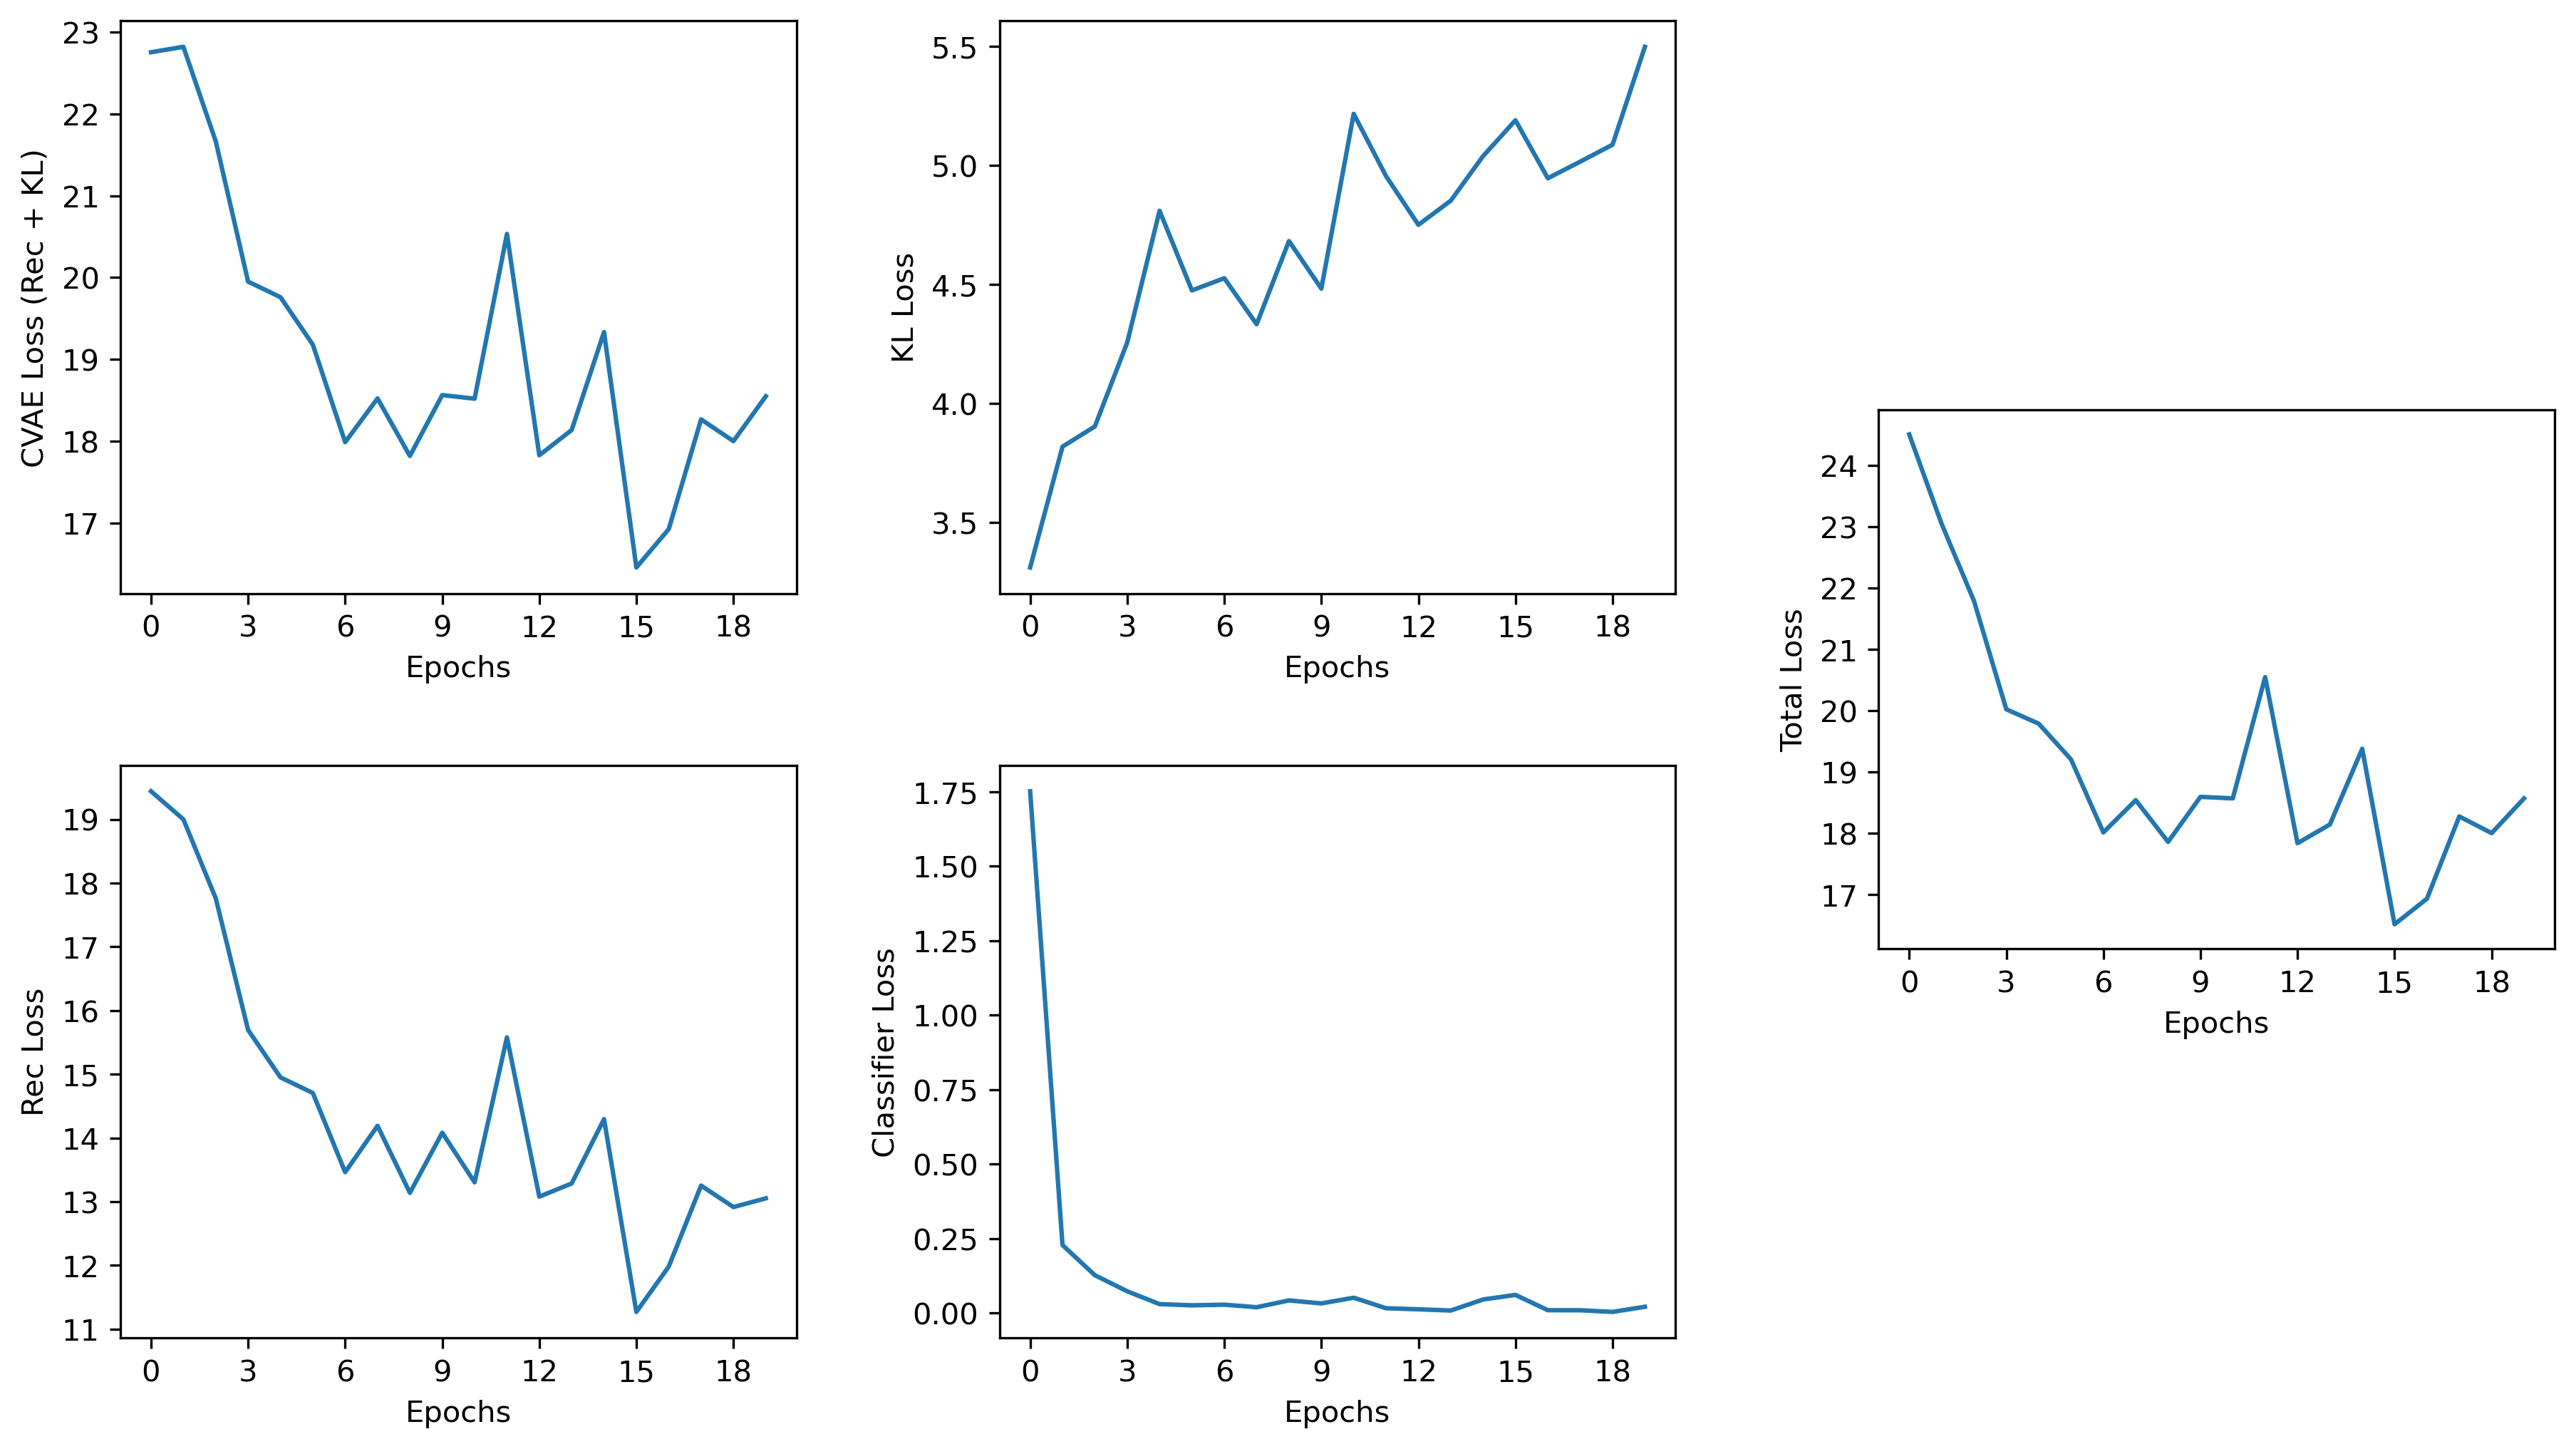 CVAE Loss (Rec + KL)
23
22
21
20
19
18
17
0 3 6 9 12 15 18
Epochs
KL Loss
5.5
5.0
4.5
4.0
3.5
0 3 6 9 12 15 18
Epochs
Rec Loss
19
18
17
16
15
14
13
12
11
0 3 6 9 12 15 18
Epochs
Classifier Loss
1.75
1.50
1.25
1.00
0.75
0.50
0.25
0.00
0 3 6 9 12 15 18
Epochs
Total Loss
24
23
22
21
20
19
18
17
0 3 6 9 12 15 18
Epochs